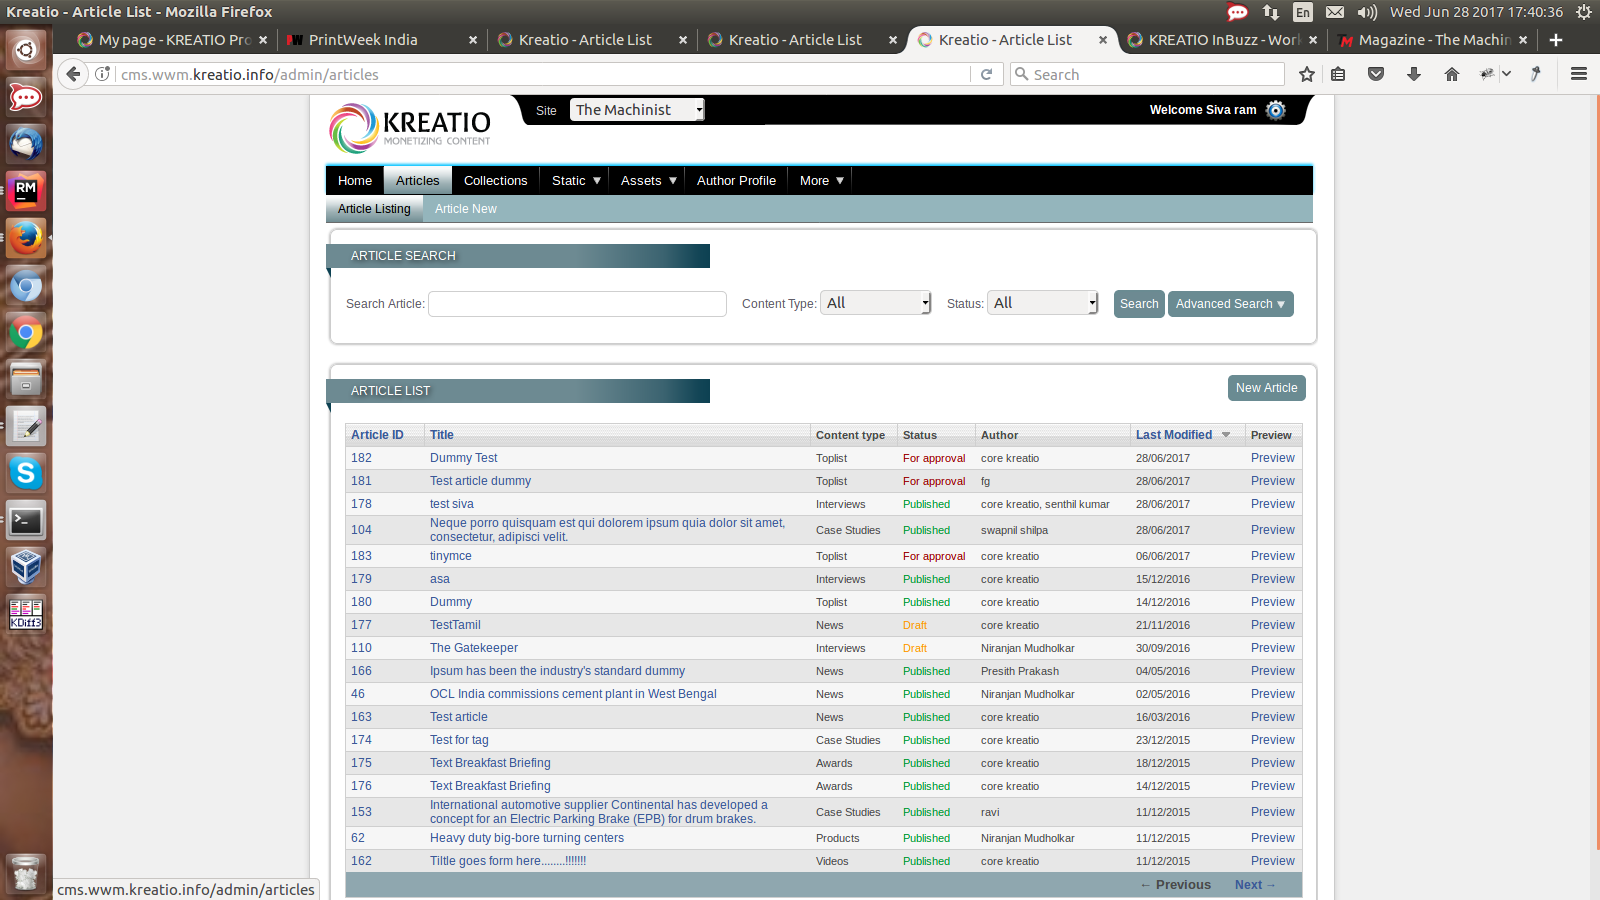 Kreatio - Article List - Mozilla Firefox
En
Wed Jun 28 2017 17:40:36
My page - KREATIO Pro
PrintWeek India
Kreatio - Article List
Kreatio - Article List
Kreatio - Article List
KREATIO InBuzz - Work
Magazine - The Machin
cms.wwm.kreatio.info/admin/articles
Search
KREATIO
MONETIZING CONTENT
Site
The Machinist
Welcome Siva ram
Home
Articles
Collections
Static
Assets
Author Profile
More
Article Listing
Article New
ARTICLE SEARCH
Search Article:
Content Type: All
Status: All
Search
Advanced Search
ARTICLE LIST
New Article
Article ID Title Content type Status Author Last Modified Preview
182 Dummy Test Toplist For approval core kreatio 28/06/2017 Preview
181 Test article dummy Toplist For approval fg 28/06/2017 Preview
178 test siva Interviews Published core kreatio, senthil kumar 28/06/2017 Preview
104 Neque porro quisquam est qui dolorem ipsum quia dolor sit amet,
consectetur, adipisci velit. Case Studies Published swapnil shilpa 28/06/2017 Preview
183 tinymce Toplist For approval core kreatio 06/06/2017 Preview
179 asa Interviews Published core kreatio 15/12/2016 Preview
180 Dummy Toplist Published core kreatio 14/12/2016 Preview
177 TestTamil News Draft core kreatio 21/11/2016 Preview
110 The Gatekeeper Interviews Draft Niranjan Mudholkar 30/09/2016 Preview
166 Ipsum has been the industry's standard dummy News Published Presith Prakash 04/05/2016 Preview
46 OCL India commissions cement plant in West Bengal News Published Niranjan Mudholkar 02/05/2016 Preview
163 Test article News Published core kreatio 16/03/2016 Preview
174 Test for tag Case Studies Published core kreatio 23/12/2015 Preview
175 Text Breakfast Briefing Awards Published core kreatio 18/12/2015 Preview
176 Text Breakfast Briefing Awards Published core kreatio 14/12/2015 Preview
153 International automotive supplier Continental has developed a
concept for an Electric Parking Brake (EPB) for drum brakes. Case Studies Published ravi 11/12/2015 Preview
62 Heavy duty big-bore turning centers Products Published Niranjan Mudholkar 11/12/2015 Preview
162 Tiltle goes form here........!!!!!!! Videos Published core kreatio 11/12/2015 Preview
← Previous Next →
cms.wwm.kreatio.info/admin/articles
RM
KDiff3